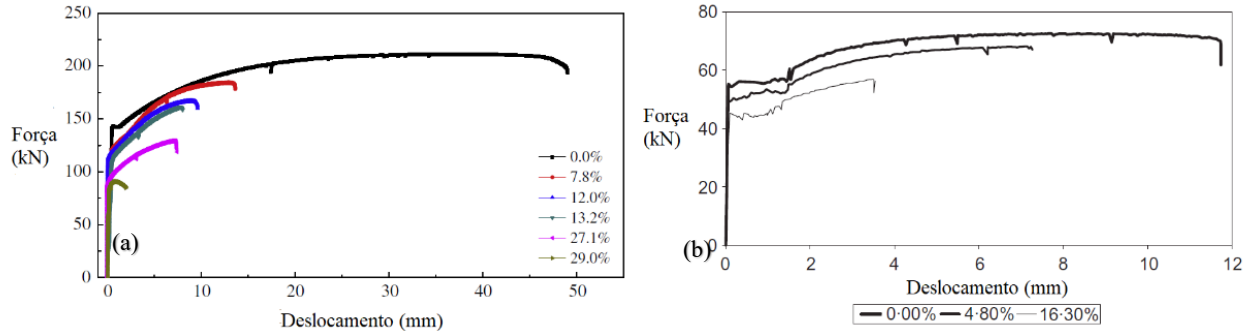 250
200
150
100
50
0
Força
(kN)
(a)
0.0%
7.8%
12.0%
13.2%
27.1%
29.0%
0 10 20 30 40 50
Deslocamento (mm)
80
60
40
20
0
Força
(kN)
(b)
0 2 4 6 8 10 12
Deslocamento (mm)
0·00% 4·80% 16·30%